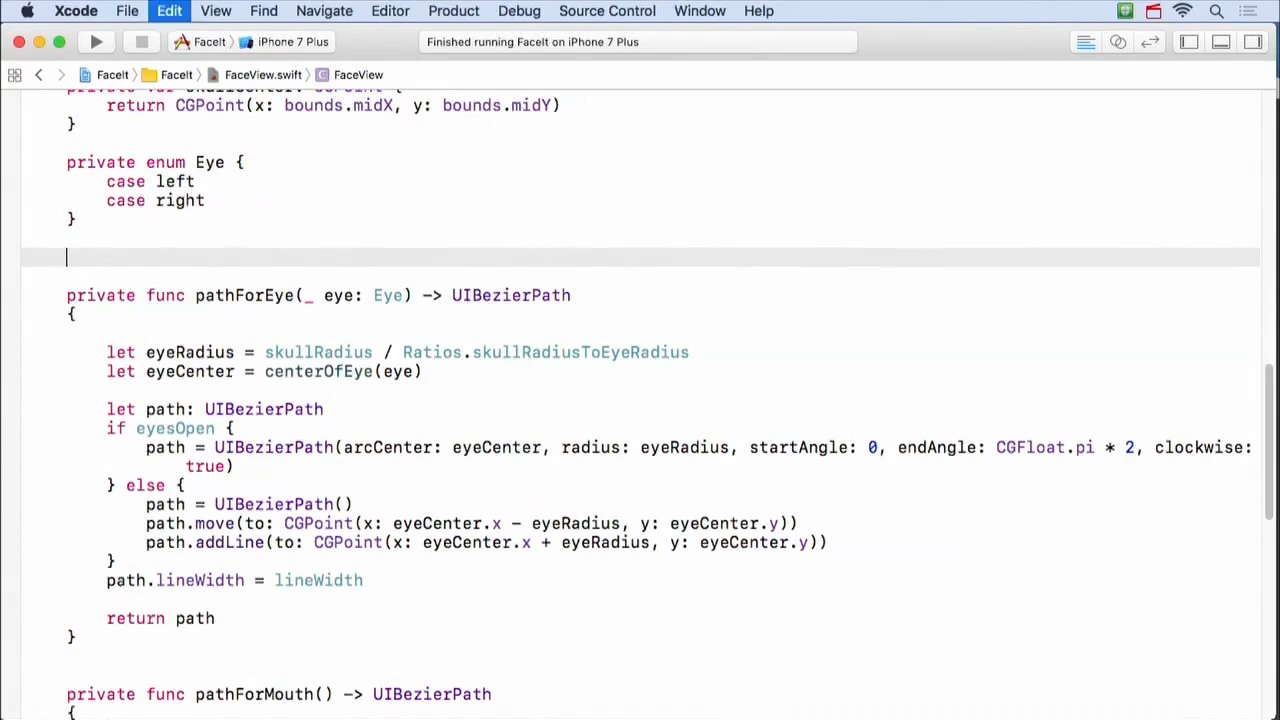 Xcode File Edit View Find Navigate Editor Product Debug Source Control Window Help
FaceIt iPhone 7 Plus Finished running FaceIt on iPhone 7 Plus
FaceIt FaceIt FaceView.swift C FaceView
private var skullCenter: CGPoint {
return CGPoint(x: bounds.midX, y: bounds.midY)
}
private enum Eye {
case left
case right
}
private func pathForEye(_ eye: Eye) -> UIBezierPath
{
let eyeRadius = skullRadius / Ratios.skullRadiusToEyeRadius
let eyeCenter = centerOfEye(eye)
let path: UIBezierPath
if eyesOpen {
path = UIBezierPath(arcCenter: eyeCenter, radius: eyeRadius, startAngle: 0, endAngle: CGFloat.pi * 2, clockwise:
true)
} else {
path = UIBezierPath()
path.move(to: CGPoint(x: eyeCenter.x - eyeRadius, y: eyeCenter.y))
path.addLine(to: CGPoint(x: eyeCenter.x + eyeRadius, y: eyeCenter.y))
}
path.lineWidth = lineWidth
return path
}
private func pathForMouth() -> UIBezierPath
{